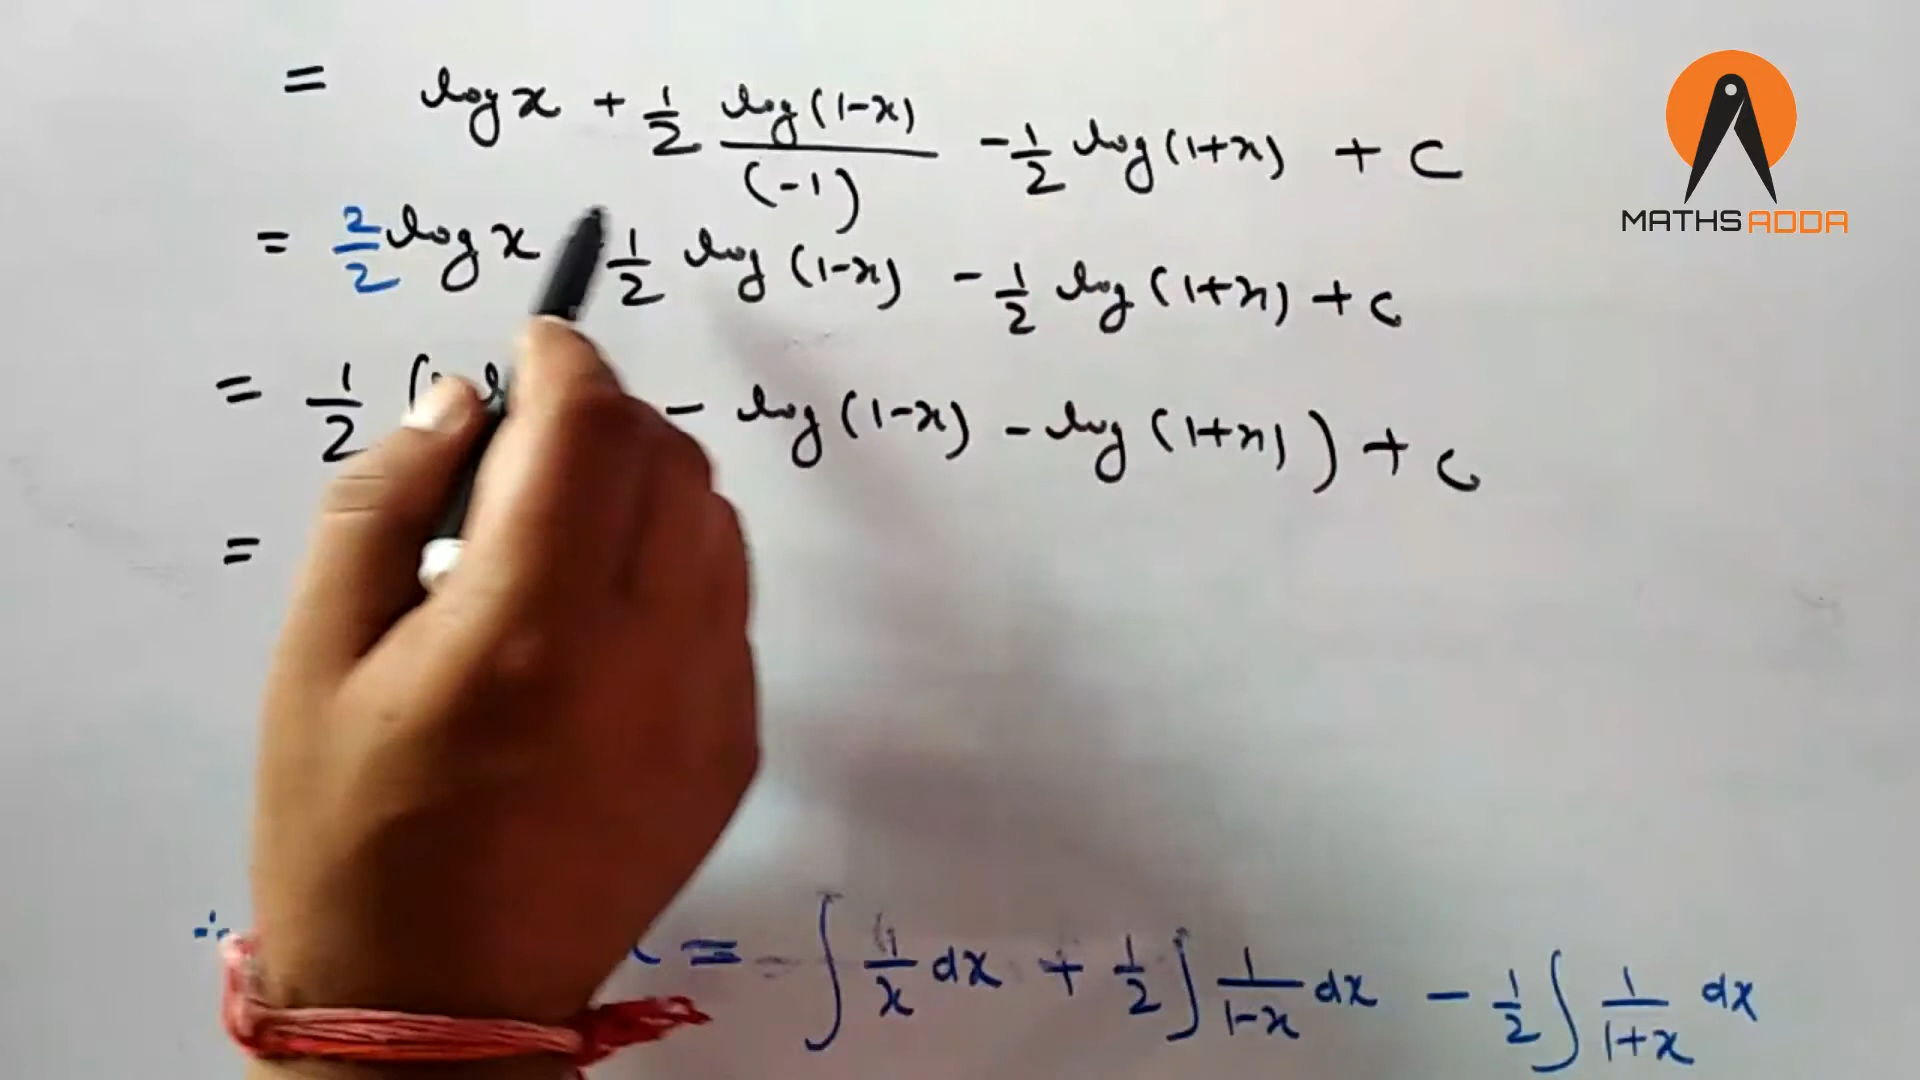 = log x + 1/2 log(1-x)/(-1) - 1/2 log(1+x) + C
MATHSADDA
= 2/2 log x 1/2 log(1-x) - 1/2 log(1+x) + c
= 1/2 ( - log(1-x) - log(1+x) ) + c
=
= ∫ 1/x dx + 1/2 ∫ 1/1-x dx - 1/2 ∫ 1/1+x dx